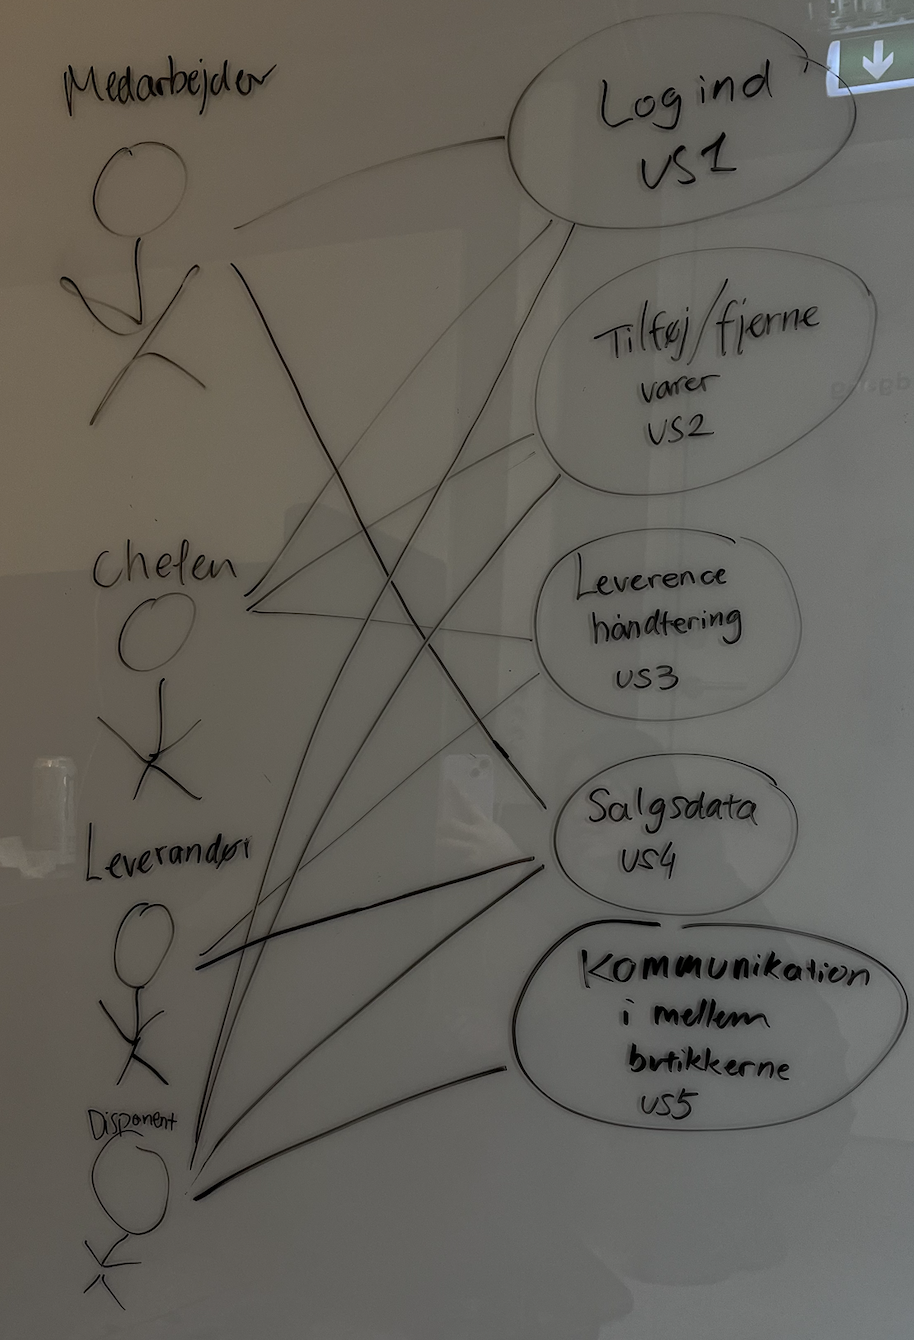 Medarbejder
Log ind
US1
Tilføj/fjerne
varer
US2
Chefen
Leverence
håndtering
US3
Salgsdata
US4
Leverandør
Kommunikation
i mellem
butikkerne
US5
Disponent